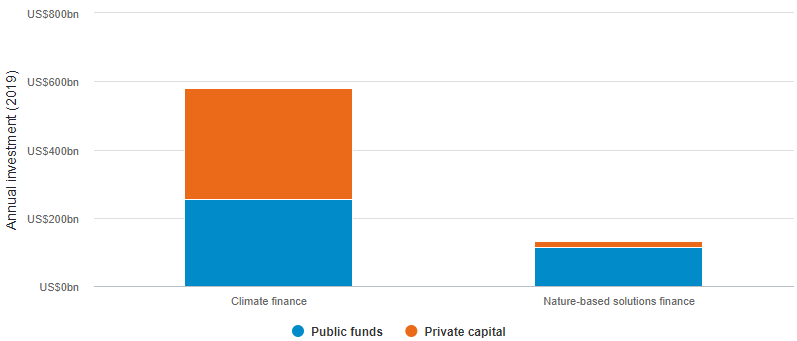 Annual investment (2019)
US$800bn
US$600bn
US$400bn
US$200bn
US$0bn
Climate finance
Nature-based solutions finance
Public funds
Private capital